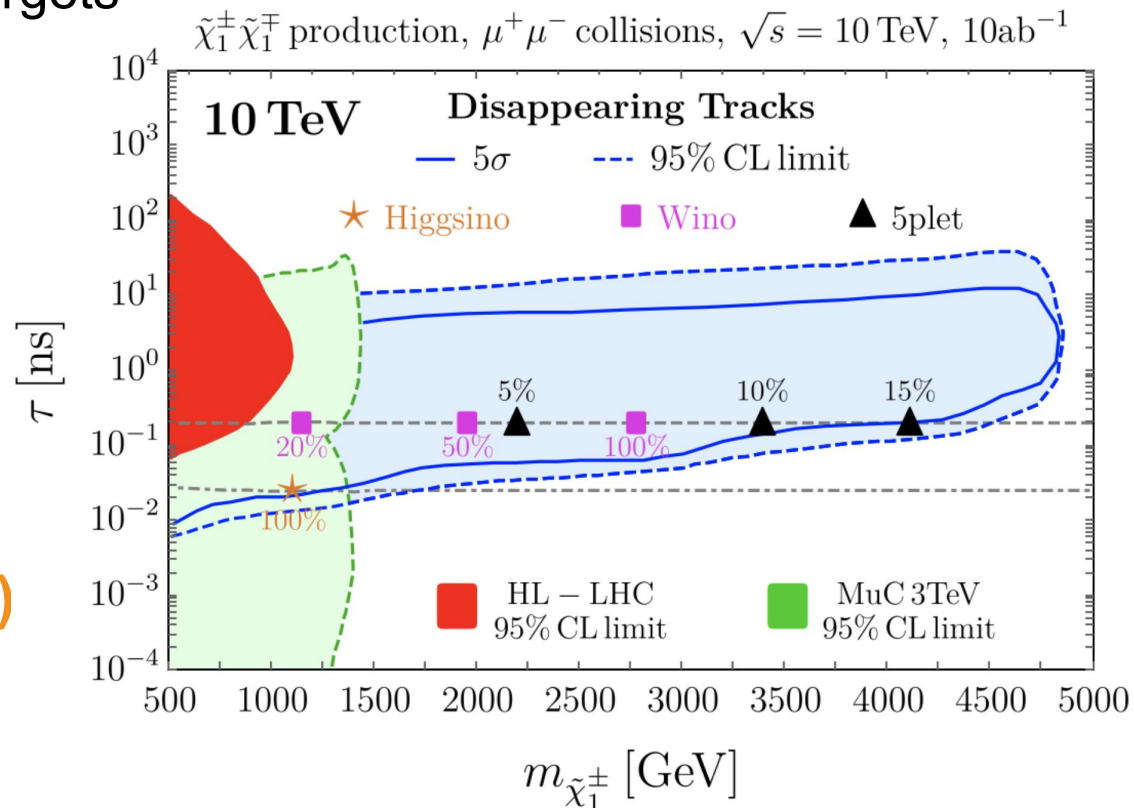 rgets
χ̃₁±χ̃₁∓ production, μ⁺μ⁻ collisions, √s = 10 TeV, 10ab⁻¹
10 TeV
Disappearing Tracks
5σ
95% CL limit
Higgsino
Wino
5plet
10⁴
10³
10²
10¹
10⁰
10⁻¹
10⁻²
10⁻³
10⁻⁴
τ [ns]
5%
10%
15%
20%
50%
100%
100%
HL − LHC
95% CL limit
MuC 3TeV
95% CL limit
)
500 1000 1500 2000 2500 3000 3500 4000 4500 5000
m_χ̃₁± [GeV]